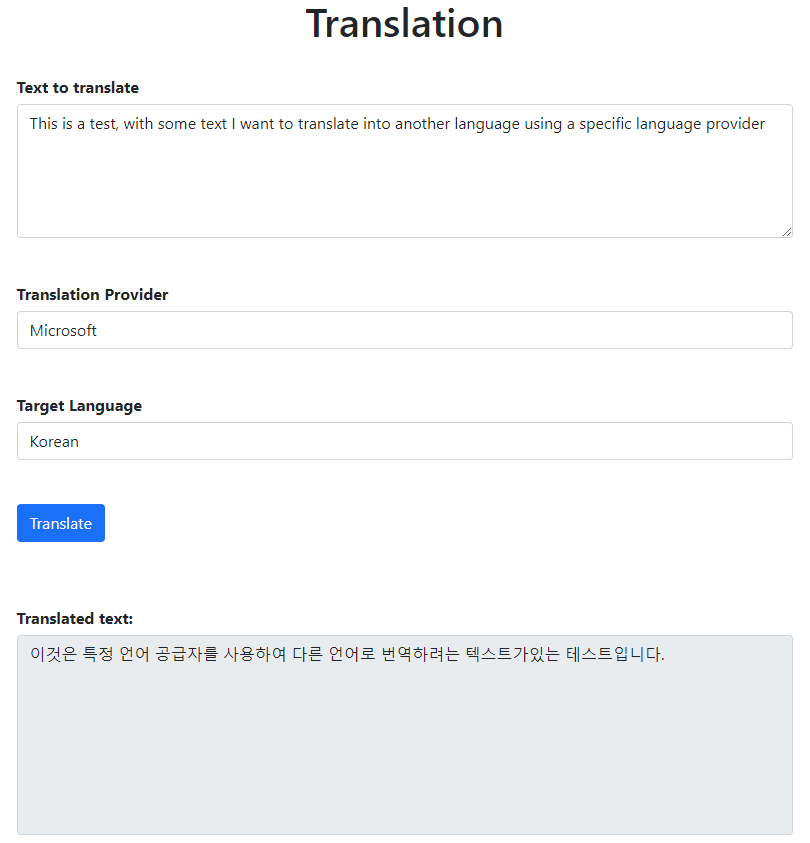 Translation
Text to translate
This is a test, with some text I want to translate into another language using a specific language provider
Translation Provider
Microsoft
Target Language
Korean
Translate
Translated text:
이것은 특정 언어 공급자를 사용하여 다른 언어로 번역하려는 텍스트가있는 테스트입니다.